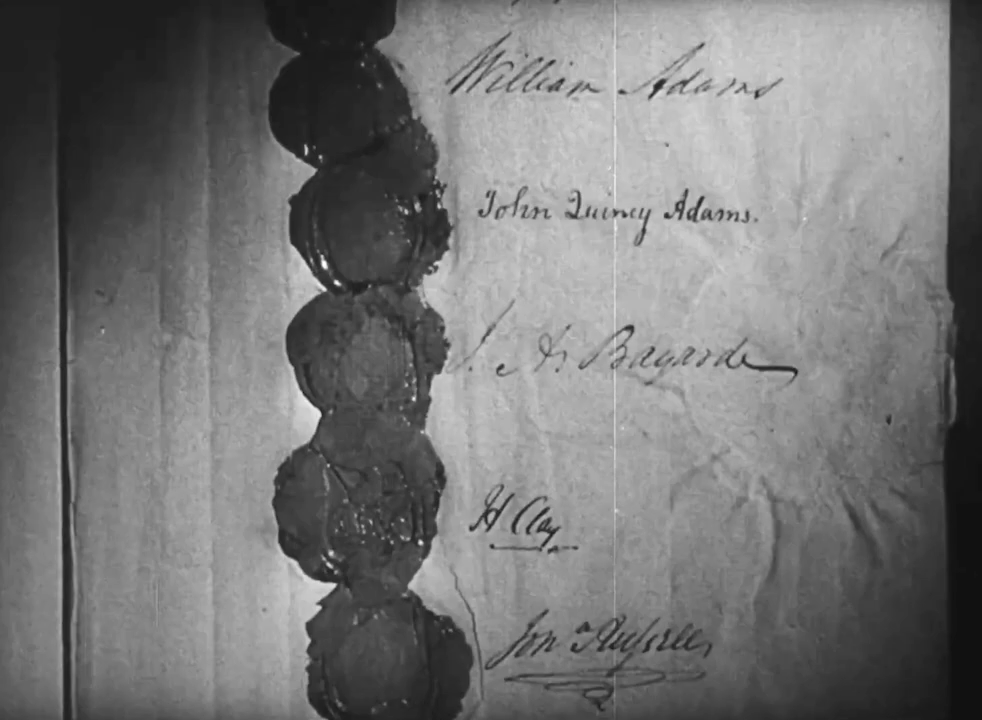 William Adams
John Quincy Adams.
J. A. Bayard
H Clay
Jon.ª Russell